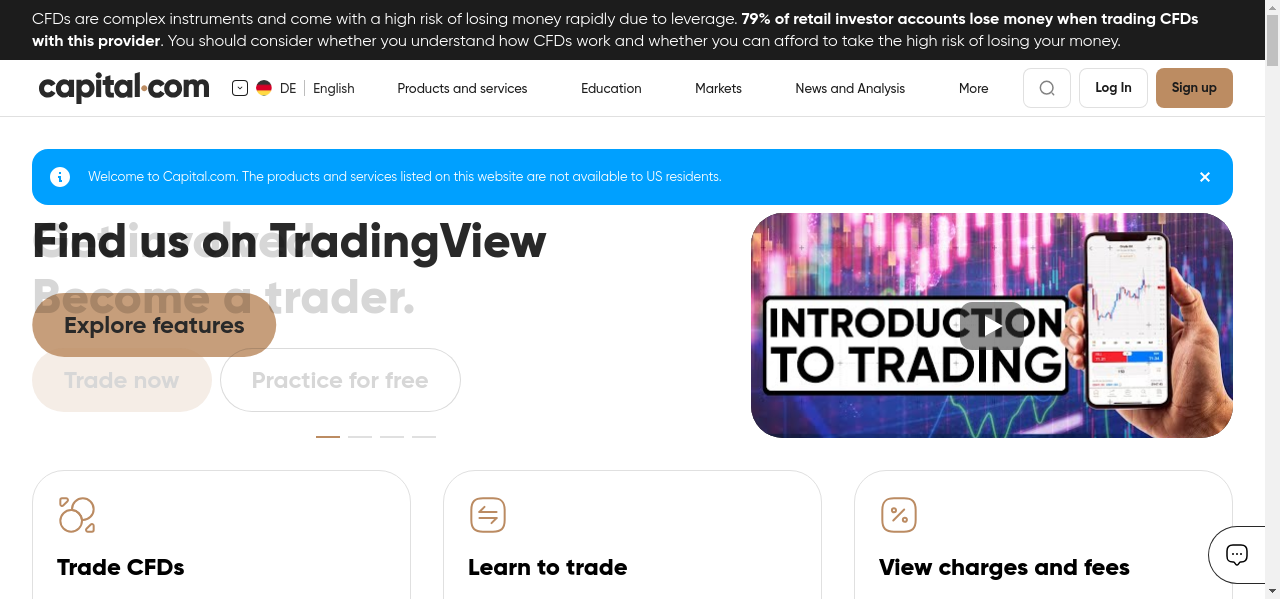 CFDs are complex instruments and come with a high risk of losing money rapidly due to leverage. 79% of retail investor accounts lose money when trading CFDs
with this provider. You should consider whether you understand how CFDs work and whether you can afford to take the high risk of losing your money.
capital.com
DE
English
Products and services
Education
Markets
News and Analysis
More
Log In
Sign up
Welcome to Capital.com. The products and services listed on this website are not available to US residents.
Find us on TradingView
Get involved.
Become a trader.
Explore features
Trade now
Practice for free
INTRODUCTION
TO TRADING
Trade CFDs
Learn to trade
View charges and fees